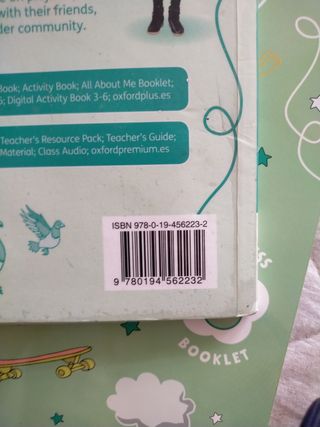 with their friends,
der community.
Book; Activity Book; All About Me Booklet;
Digital Activity Book 3-6; oxfordplus.es
Teacher's Resource Pack; Teacher's Guide;
Material; Class Audio; oxfordpremium.es
ISBN 978-0-19-456223-2
9 780194 562232
BOOKLET